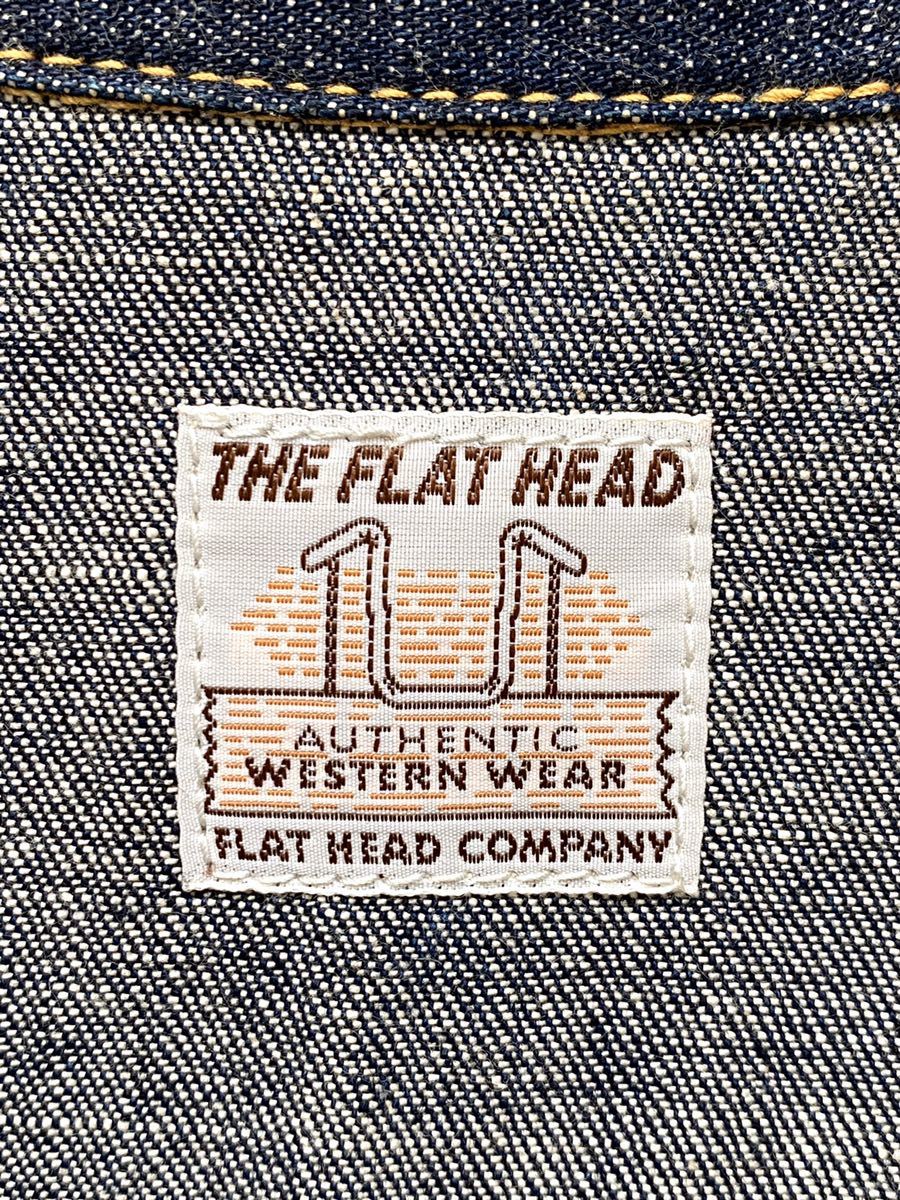 THE FLAT HEAD
AUTHENTIC
WESTERN WEAR
FLAT HEAD COMPANY